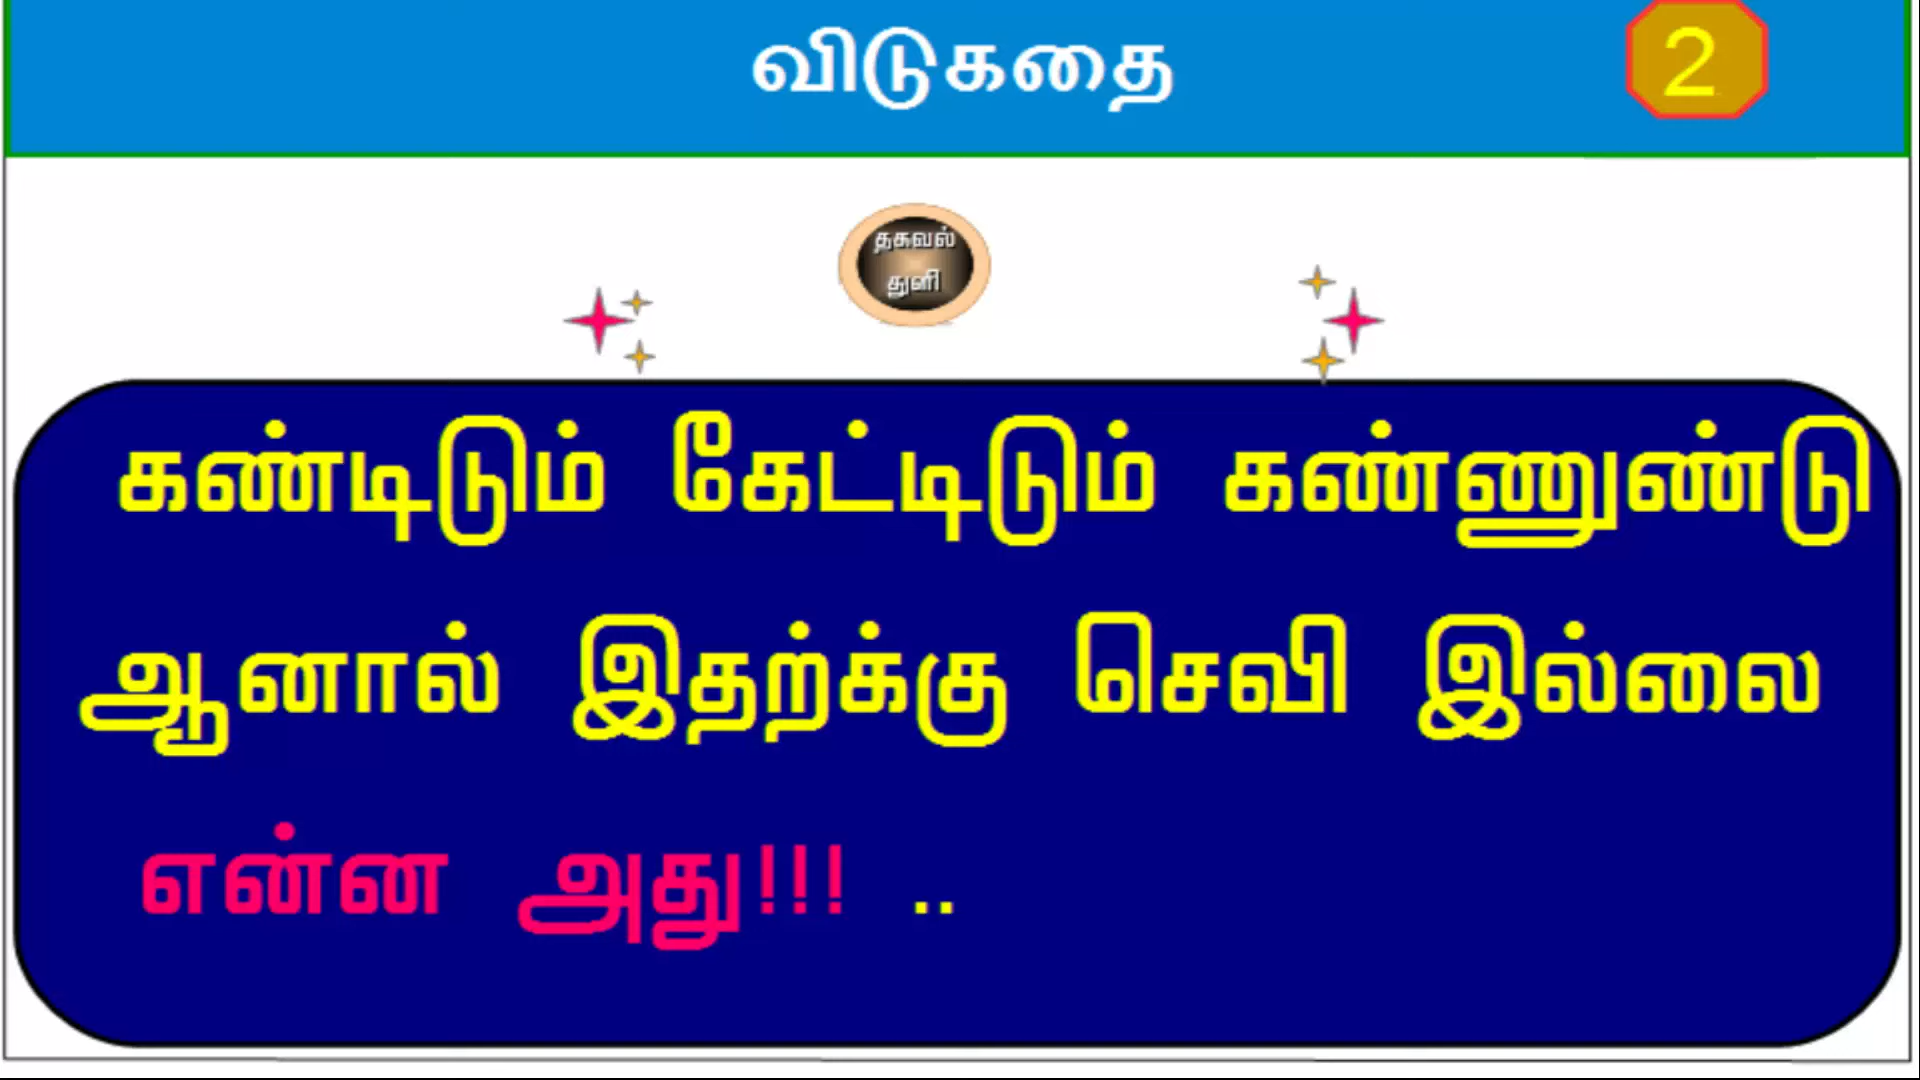 விடுகதை
2
தகவல்
துளி
கண்டிடும் கேட்டிடும் கண்ணுண்டு
ஆனால் இதற்க்கு செவி இல்லை
என்ன அது!!! ..